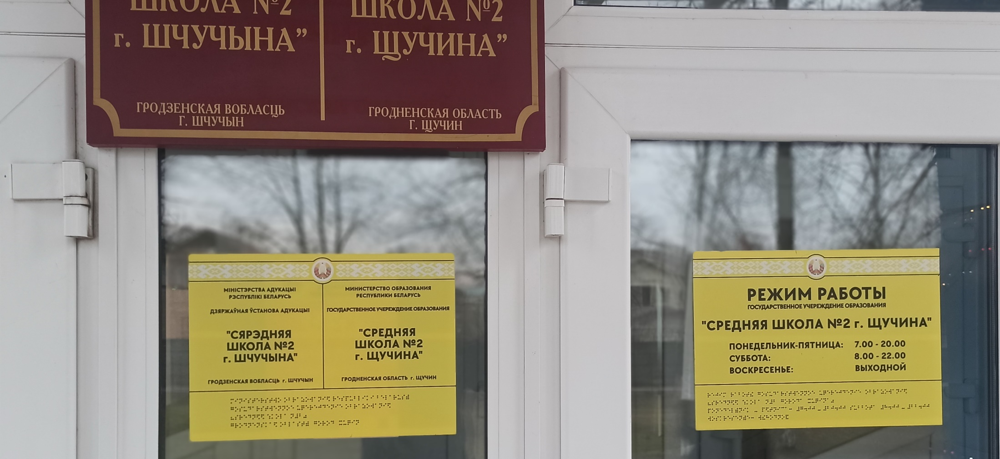 ШКОЛА №2
г. ШЧУЧЫНА”
ГРОДЗЕНСКАЯ ВОБЛАСЦЬ
Г. ШЧУЧЫН
ШКОЛА №2
г. ЩУЧИНА”
ГРОДНЕНСКАЯ ОБЛАСТЬ
Г. ЩУЧИН
МІНІСТЭРСТВА АДУКАЦЫІ
РЭСПУБЛІКІ БЕЛАРУСЬ
ДЗЯРЖАЎНАЯ ЎСТАНОВА АДУКАЦЫІ
"СЯРЭДНЯЯ
ШКОЛА №2
г. ШЧУЧЫНА"
ГРОДЗЕНСКАЯ ВОБЛАСЦЬ г. ШЧУЧЫН
МИНИСТЕРСТВО ОБРАЗОВАНИЯ
РЕСПУБЛИКИ БЕЛАРУСЬ
ГОСУДАРСТВЕННОЕ УЧЕРЕЖДЕНИЕ ОБРАЗОВАНИЯ
"СРЕДНЯЯ
ШКОЛА №2
г. ЩУЧИНА"
ГРОДНЕНСКАЯ ОБЛАСТЬ г. ЩУЧИН
РЕЖИМ РАБОТЫ
ГОСУДАРСТВЕННОЕ УЧЕРЕЖДЕНИЕ ОБРАЗОВАНИЯ
"СРЕДНЯЯ ШКОЛА №2 г. ЩУЧИНА"
ПОНЕДЕЛЬНИК-ПЯТНИЦА: 7.00 - 20.00
СУББОТА: 8.00 - 22.00
ВОСКРЕСЕНЬЕ: ВЫХОДНОЙ